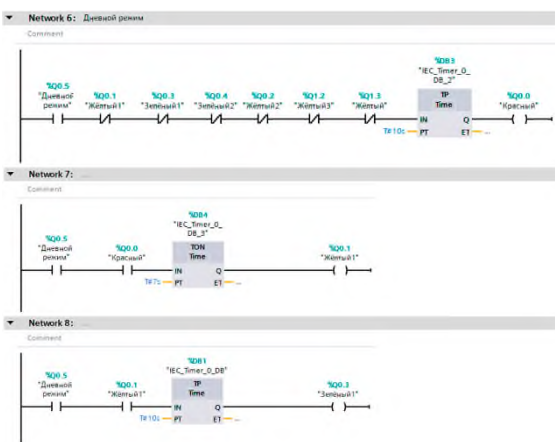 Network 6: Дневной режим
Comment
%DB3
"IEC_Timer_0_
DB_2"
%Q0.5 %Q0.1 %Q0.3 %Q0.4 %Q0.2 %Q1.2 %Q1.3 TP %Q0.0
"Дневной режим" "Жёлтый1" "Зелёный1" "Зелёный2" "Жёлтый2" "Жёлтый3" "Жёлтый" Time "Красный"
IN Q
T#10s PT ET ...
Network 7: ...
Comment
%DB4
"IEC_Timer_0_
DB_3"
%Q0.5 %Q0.0 TON %Q0.1
"Дневной режим" "Красный" Time "Жёлтый1"
IN Q
T#7s PT ET ...
Network 8: ...
Comment
%DB1
"IEC_Timer_0_DB"
%Q0.5 %Q0.1 TP %Q0.3
"Дневной режим" "Жёлтый1" Time "Зелёный1"
IN Q
T#10s PT ET ...